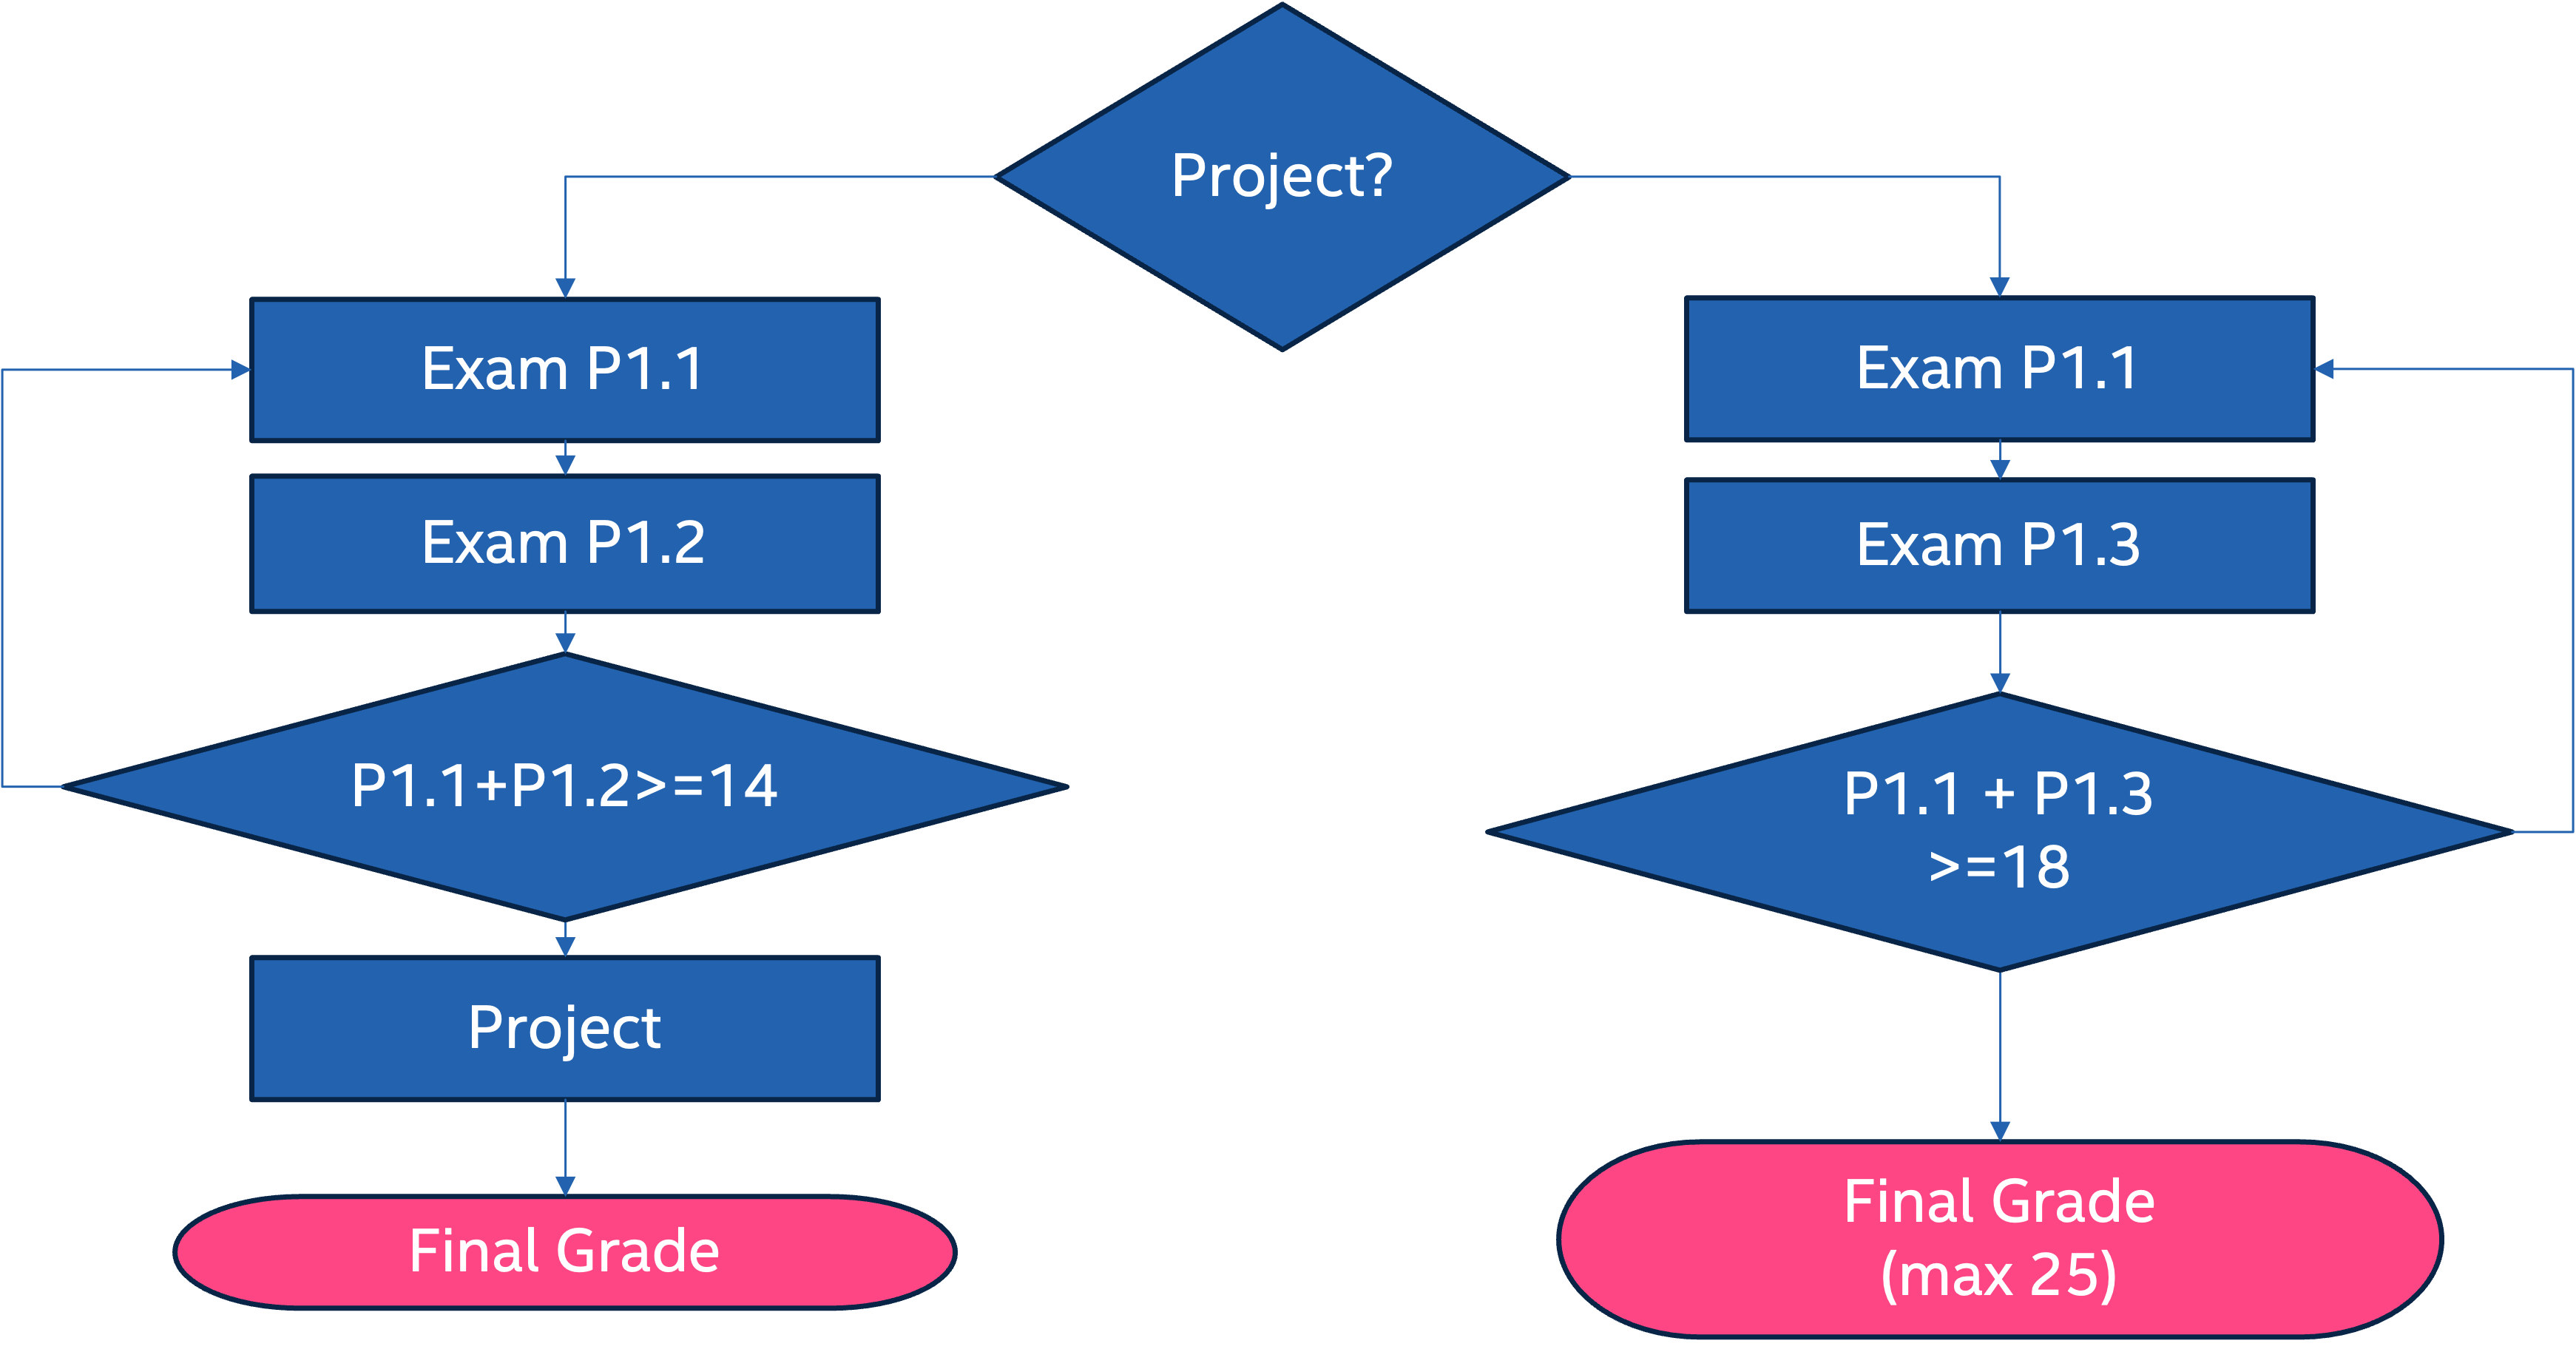 Project?
Exam P1.1
Exam P1.2
P1.1+P1.2>=14
Project
Final Grade
Exam P1.1
Exam P1.3
P1.1 + P1.3
>=18
Final Grade
(max 25)